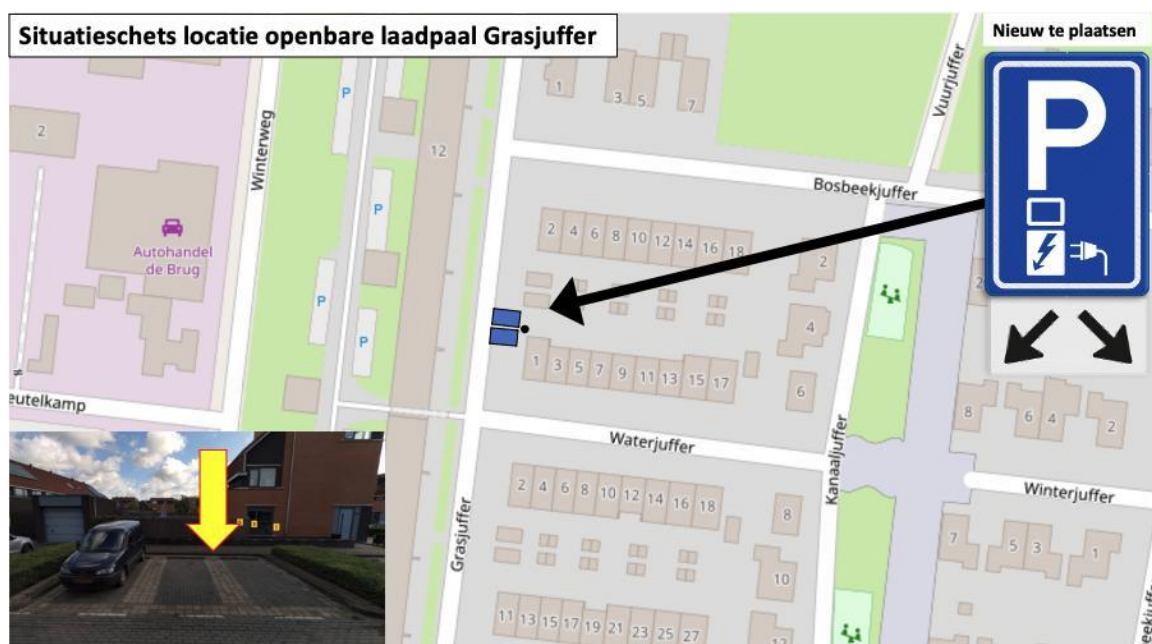 Situatieschets locatie openbare laadpaal Grasjuffer
Nieuw te plaatsen
P
P
P
P
P
2
12
1
3 5
7
Winterweg
Vuurjuffer
Bosbeekjuffer
Autohandel
de Brug
2 4 6 8 10 12 14 16 18
2
4
1 3 5 7 9 11 13 15 17
6
8
6 4
2
eutelkamp
Waterjuffer
Kanaaljuffer
Winterjuffer
Grasjuffer
2 4 6 8 10 12 14 16 18
8
7
5 3
1
10
11 13 15 17 19 21 23 25 27
eekjuffer